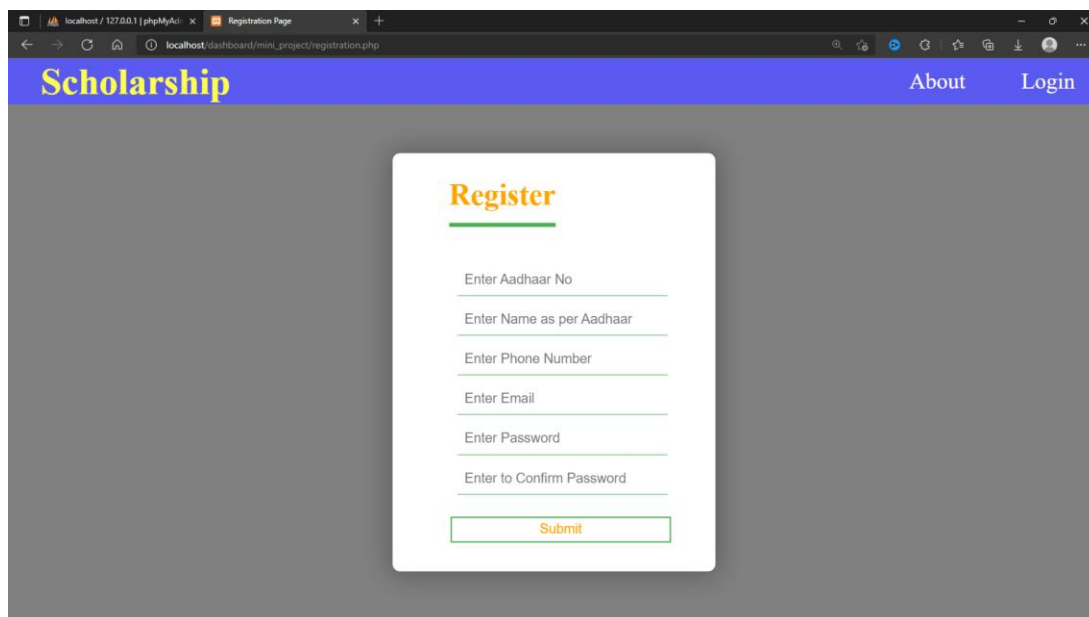 localhost / 127.0.0.1 | phpMyAdm
Registration Page
localhost/dashboard/mini_project/registration.php
Scholarship
About
Login
Register
Enter Aadhaar No
Enter Name as per Aadhaar
Enter Phone Number
Enter Email
Enter Password
Enter to Confirm Password
Submit